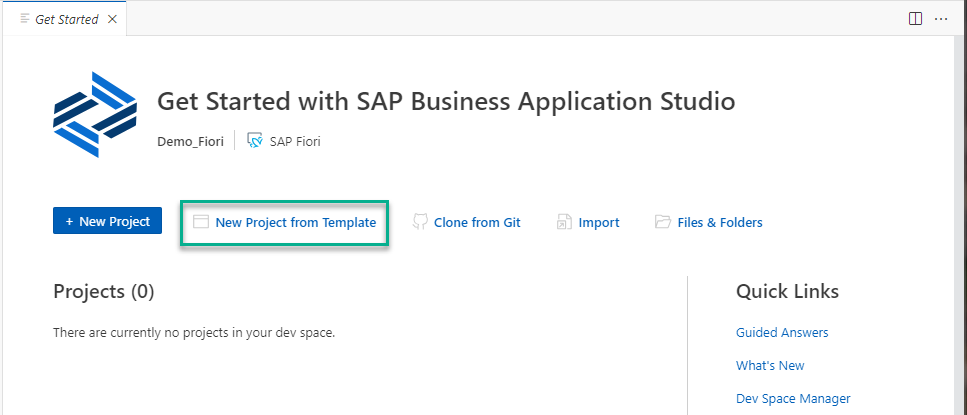 Get Started
Get Started with SAP Business Application Studio
Demo_Fiori SAP Fiori
+ New Project New Project from Template Clone from Git Import Files & Folders
Projects (0) Quick Links
There are currently no projects in your dev space. Guided Answers
What's New
Dev Space Manager